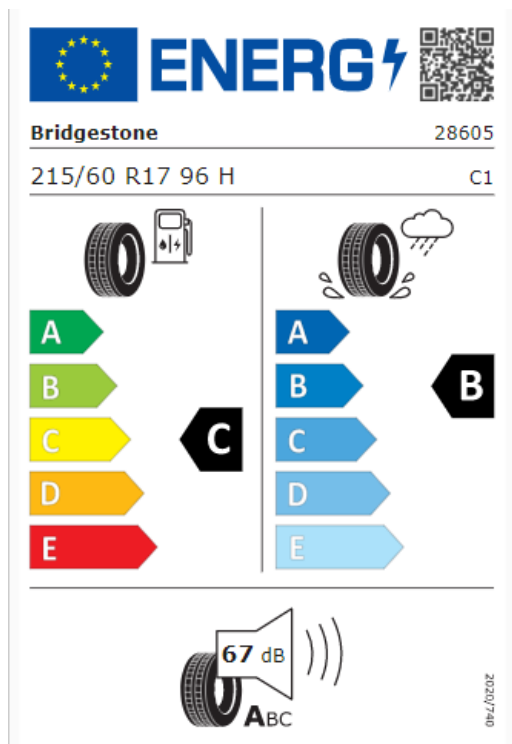 ENERG
Bridgestone 28605
215/60 R17 96 H C1
A A
B B B
C C C
D D
E E
67 dB
ABC
2020/740